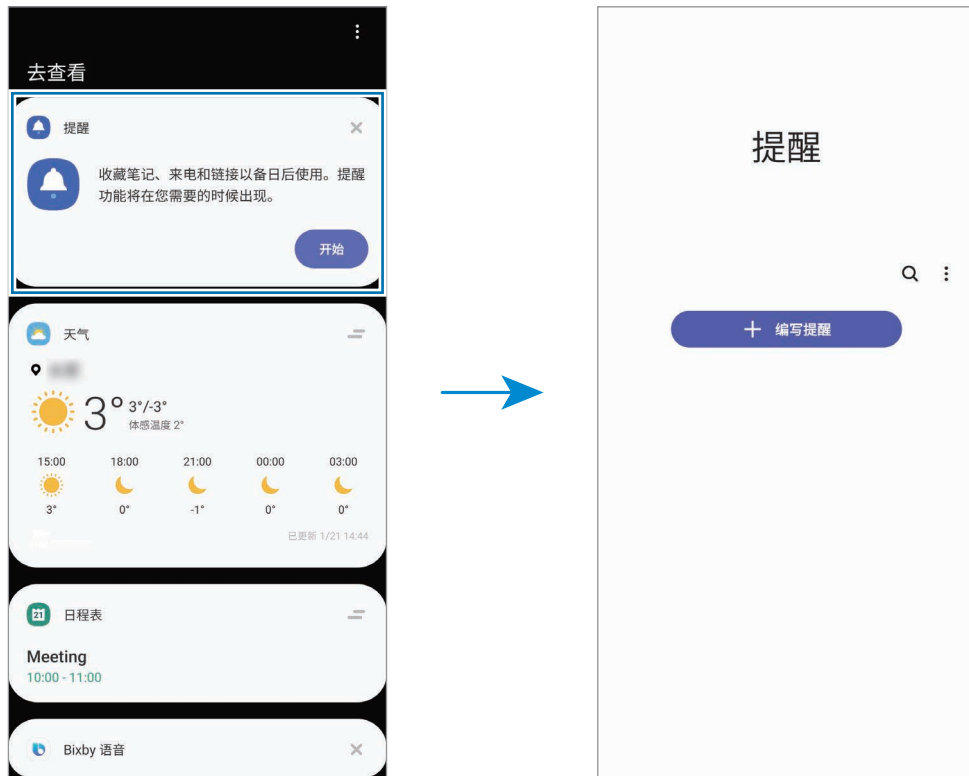 去查看
提醒
收藏笔记、来电和链接以备日后使用。提醒
功能将在您需要的时候出现。
开始
天气
3° 3°/-3°
体感温度 2°
15:00 18:00 21:00 00:00 03:00
3° 0° -1° 0° 0°
已更新 1/21 14:44
21 日程表
Meeting
10:00 - 11:00
Bixby 语音
提醒
编写提醒